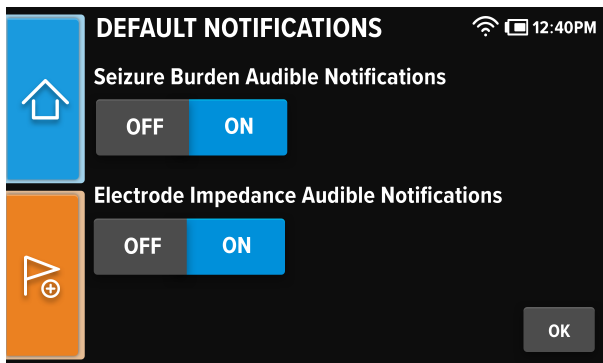 DEFAULT NOTIFICATIONS 12:40PM
Seizure Burden Audible Notifications
OFF ON
Electrode Impedance Audible Notifications
OFF ON
OK